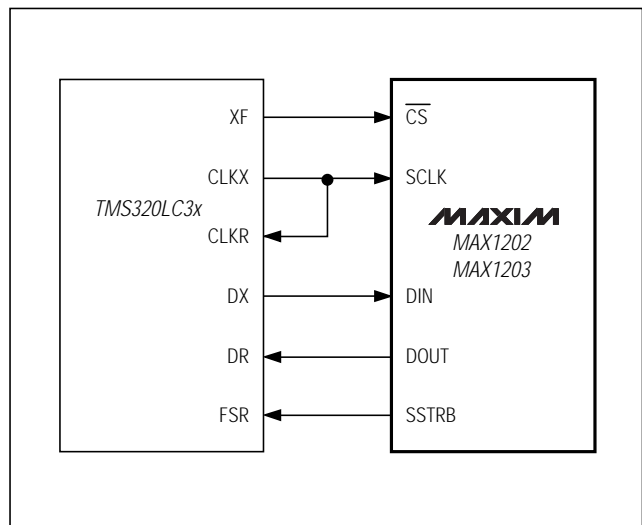 XF
CLKX
TMS320LC3x
CLKR
DX
DR
FSR
CS
SCLK
MAXIM
MAX1202
MAX1203
DIN
DOUT
SSTRB